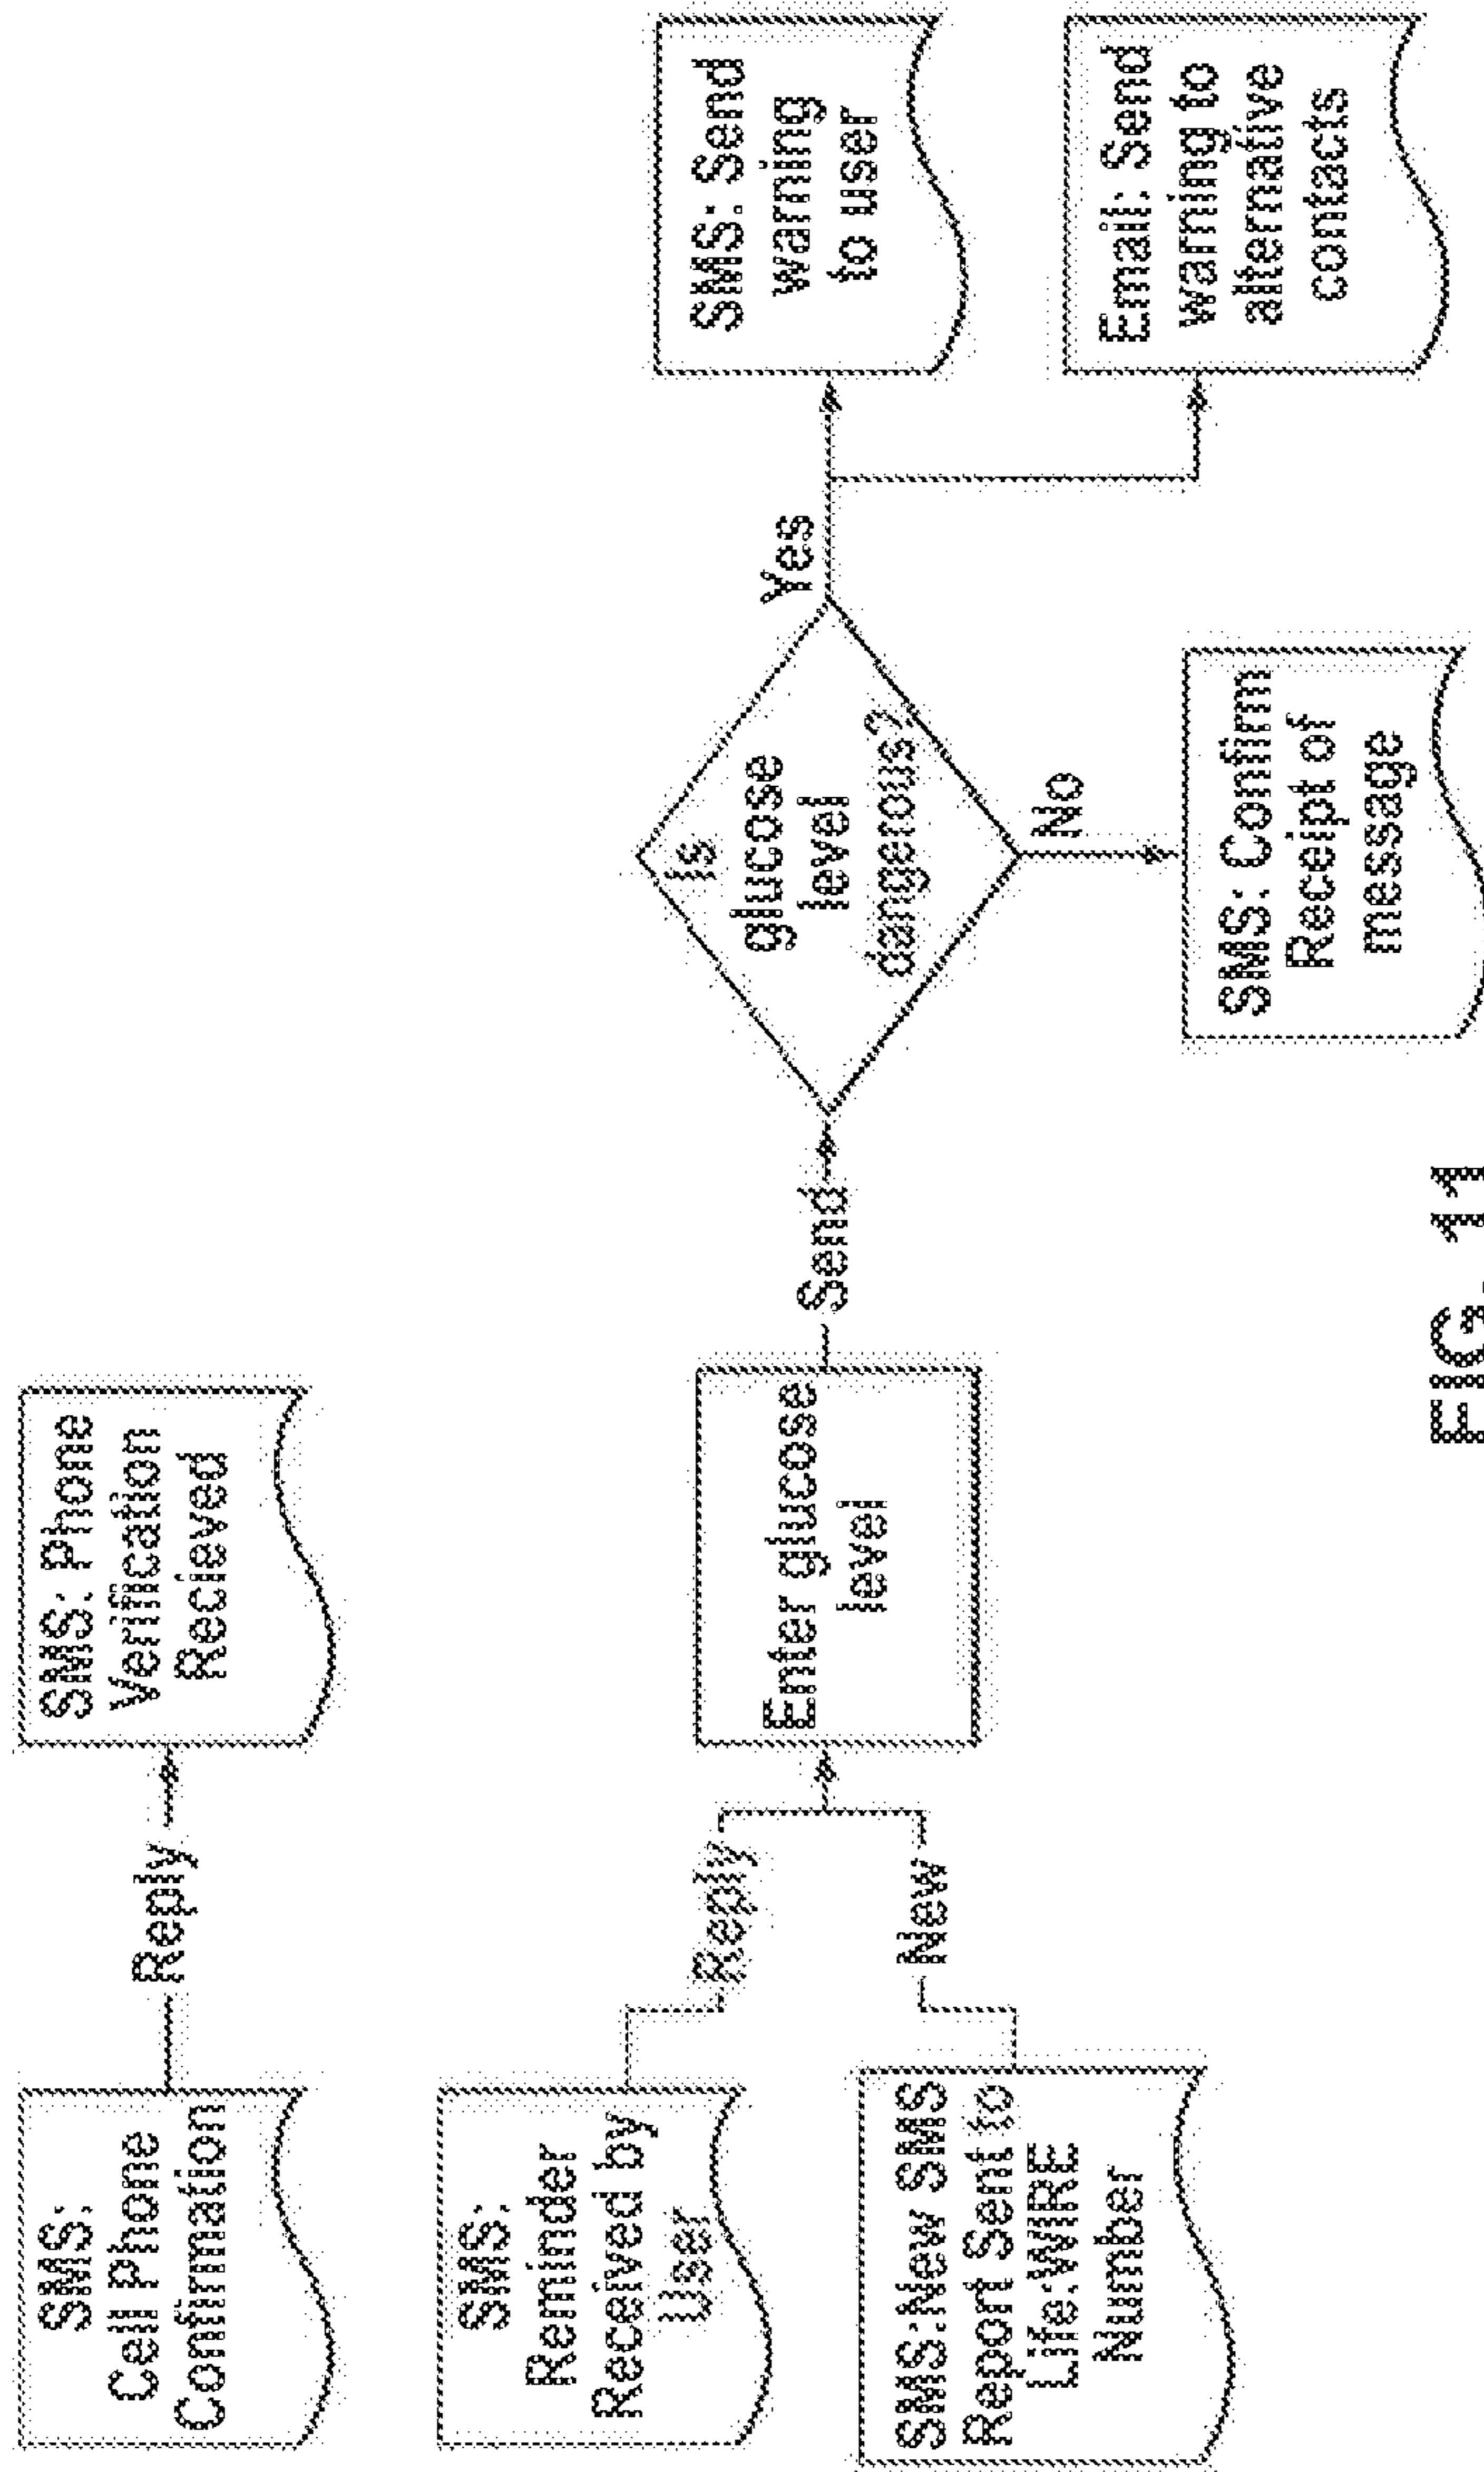 SMS:
Cell Phone
Confirmation
Reply
SMS: Phone
Verification
Recieved
SMS:
Reminder
Received by
User
Reply
SMS:New SMS
Report Sent to
Life:WIRE
Number
New
Enter glucose
level
Send
Is
glucose
level
dangerous?
Yes
No
SMS: Send
warning
to user
Email: Send
warning to
alternative
contacts
SMS: Confirm
Receipt of
message
FIG. 11